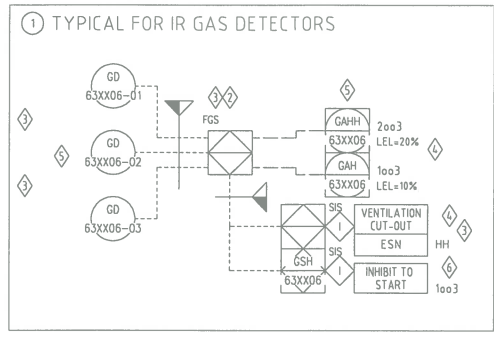 1 TYPICAL FOR IR GAS DETECTORS
GD
63XX06-01
3
3 2
FGS
5
GAHH
63XX06
2oo3
LEL=20%
4
GD
63XX06-02
5
3
GAH
63XX06
1oo3
LEL=10%
GD
63XX06-03
SIS
I
VENTILATION
CUT-OUT
ESN
HH
4
3
GSH
63XX06
SIS
I
INHIBIT TO
START
1oo3
6